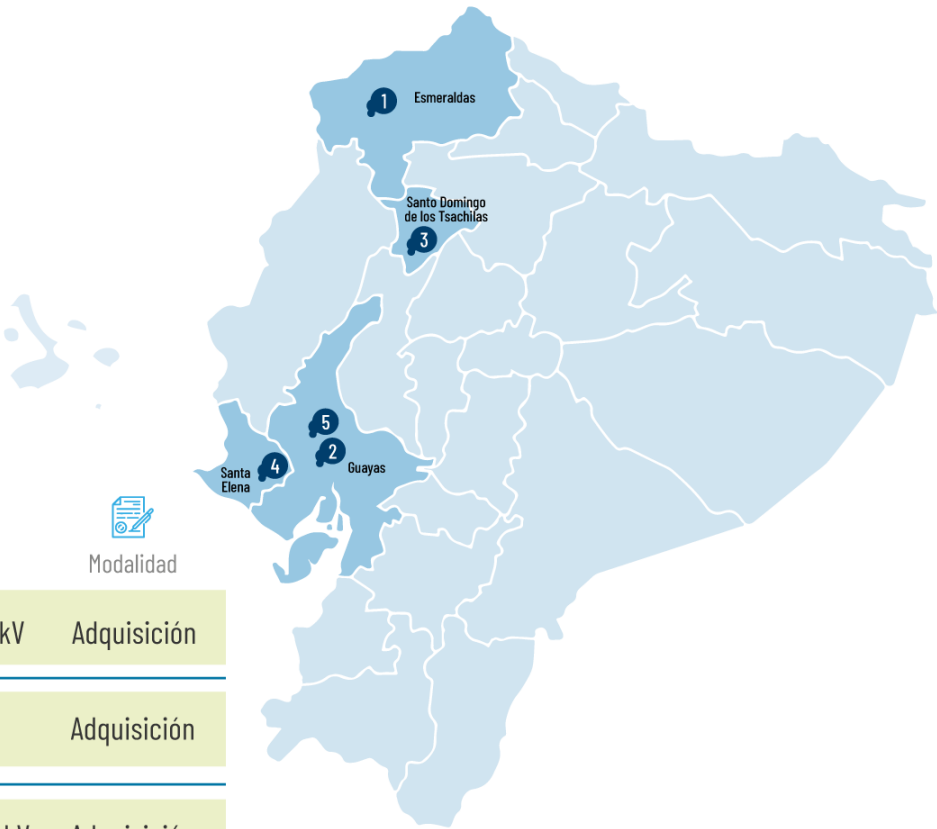 1
Esmeraldas
Santo Domingo
de los Tsachilas
3
5
2
Guayas
4
Santa
Elena
Modalidad
kV Adquisición
Adquisición